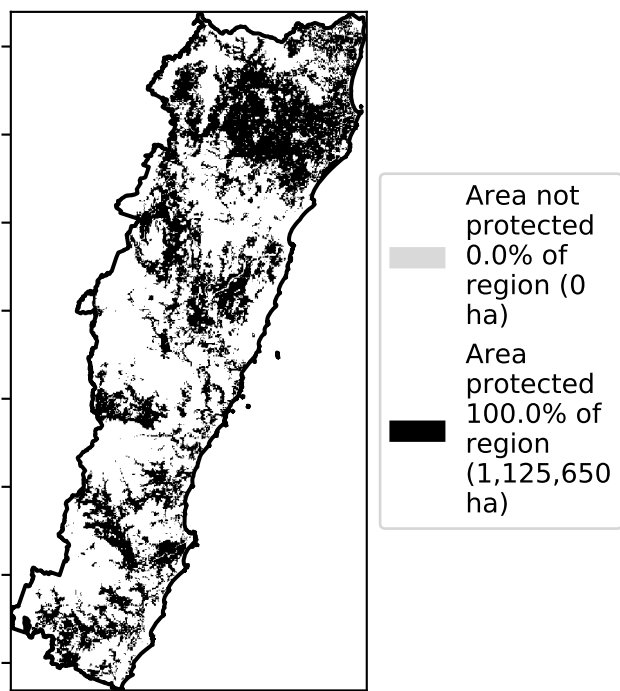 Area not
protected
0.0% of
region (0
ha)
Area
protected
100.0% of
region
(1,125,650
ha)